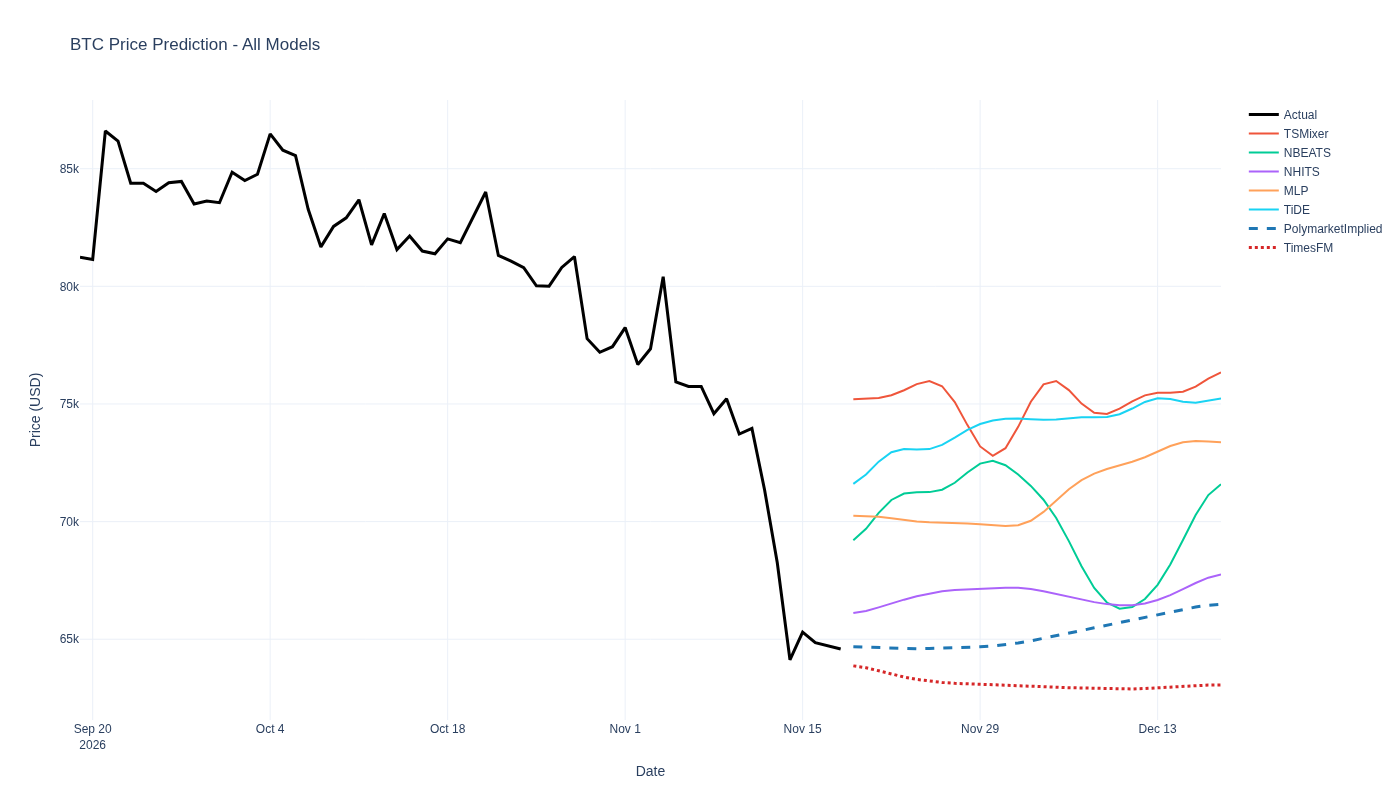 BTC Price Prediction - All Models
Actual
TSMixer
NBEATS
NHITS
MLP
TiDE
PolymarketImplied
TimesFM
Price (USD)
85k
80k
75k
70k
65k
Sep 20
2026
Oct 4
Oct 18
Nov 1
Nov 15
Nov 29
Dec 13
Date